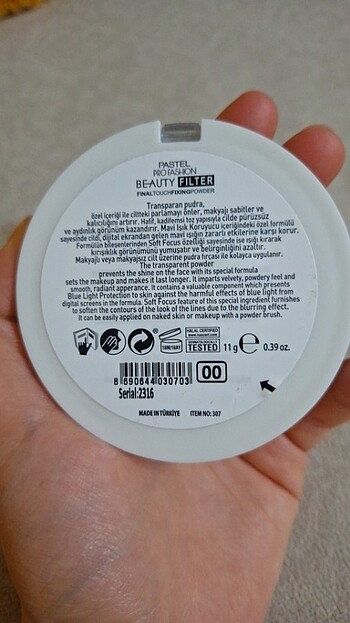 PASTEL
PROFASHION
BEAUTY FILTER
FINALTOUCHFIXINGPOWDER
Transparan pudra,
özel içeriği ile ciltteki parlamayı önler, makyajı sabitler ve
kalıcılığını artırır. Hafif, kadifemsi toz yapısıyla cilde pürüzsüz
ve aydınlık görünüm kazandırır. Mavi Işık Koruyucu içeriğindeki özel formülü
sayesinde cildi, dijital ekrandan gelen mavi ışığın zararlı etkilerine karşı korur.
Formülün bileşenlerinden Soft Focus özelliği sayesinde ise ışığı kırarak
kırışıklık görünümünü yumuşatır ve belirginliğini azaltır.
Makyajlı veya makyajsız cilt üzerine pudra fırçası ile kolayca uygulanır.
The transparent powder
prevents the shine on the face with its special formula
sets the makeup and makes it last longer. It imparts velvety, powder feel and
smooth, radiant appearance. It contains a valuable component which presents
Blue Light Protection to skin against the harmful effects of blue light from
digital screens in the formula. Soft Focus feature of this special ingredient furnishes
to soften the contours of the look of the lines due to the blurring effect.
It can be easily applied on naked skin or makeup with a powder brush.
18M/18AY
HALAL CERTIFIED
DERMATOLOGICALLY
TESTED
11 g e 0.39 oz.
8 690644 030703
00
Serial:2316
MADE IN TÜRKİYE ITEM NO: 307